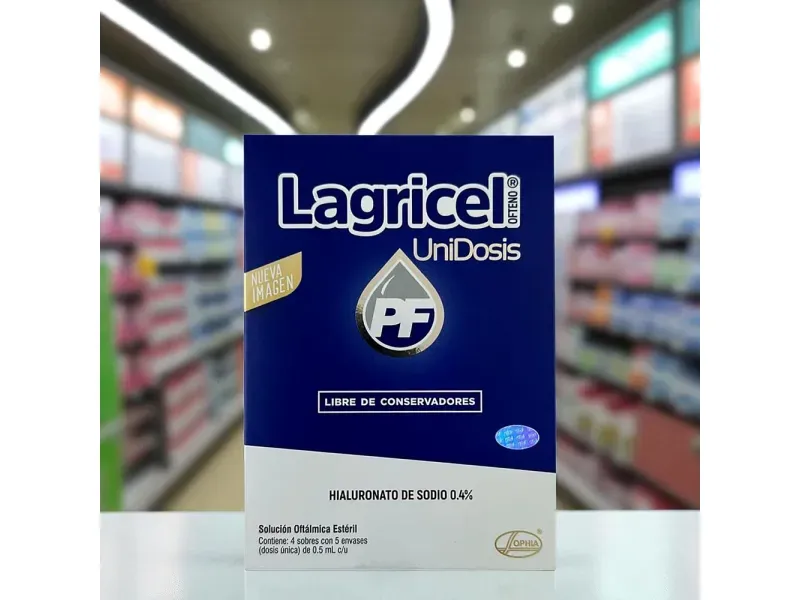 Lagricel®
OFTENO
UniDosis
NUEVA
IMAGEN
PF
LIBRE DE CONSERVADORES
HIALURONATO DE SODIO 0.4%
Solución Oftálmica Estéril
Contiene: 4 sobres con 5 envases
(dosis única) de 0.5 mL c/u
SOPHIA®